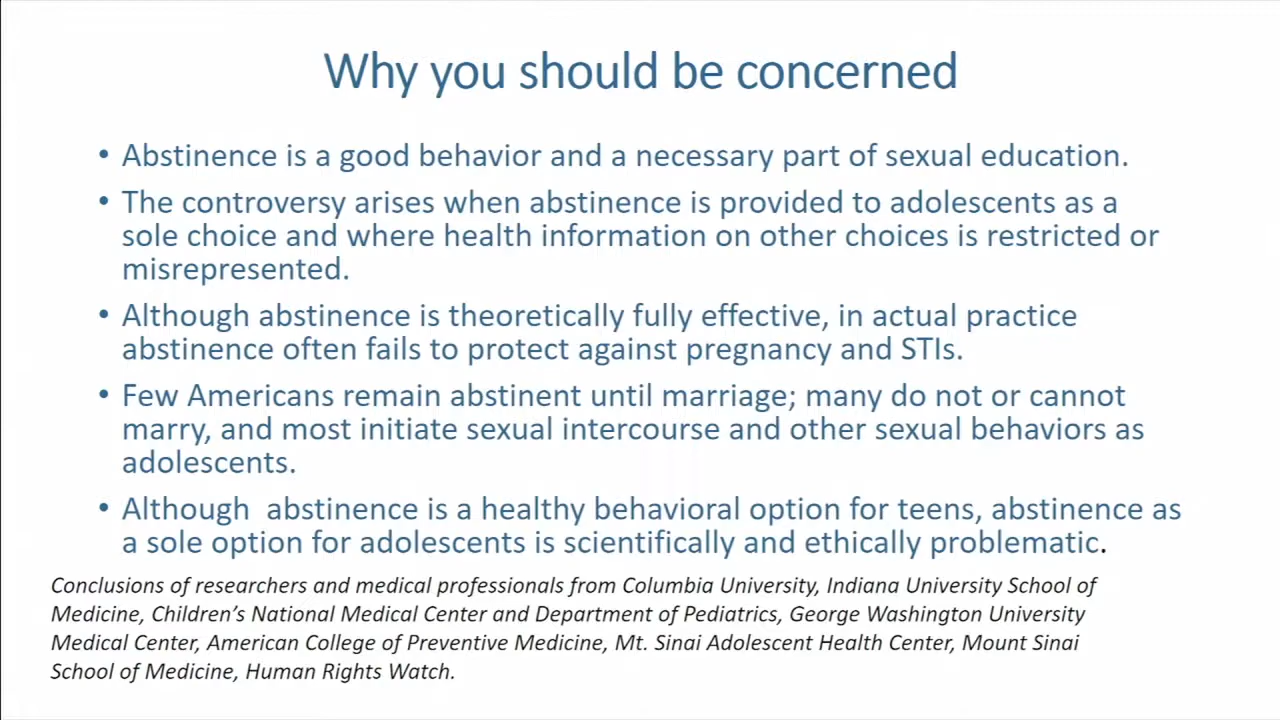 Why you should be concerned
• Abstinence is a good behavior and a necessary part of sexual education.
• The controversy arises when abstinence is provided to adolescents as a
sole choice and where health information on other choices is restricted or
misrepresented.
• Although abstinence is theoretically fully effective, in actual practice
abstinence often fails to protect against pregnancy and STIs.
• Few Americans remain abstinent until marriage; many do not or cannot
marry, and most initiate sexual intercourse and other sexual behaviors as
adolescents.
• Although  abstinence is a healthy behavioral option for teens, abstinence as
a sole option for adolescents is scientifically and ethically problematic.
Conclusions of researchers and medical professionals from Columbia University, Indiana University School of
Medicine, Children’s National Medical Center and Department of Pediatrics, George Washington University
Medical Center, American College of Preventive Medicine, Mt. Sinai Adolescent Health Center, Mount Sinai
School of Medicine, Human Rights Watch.